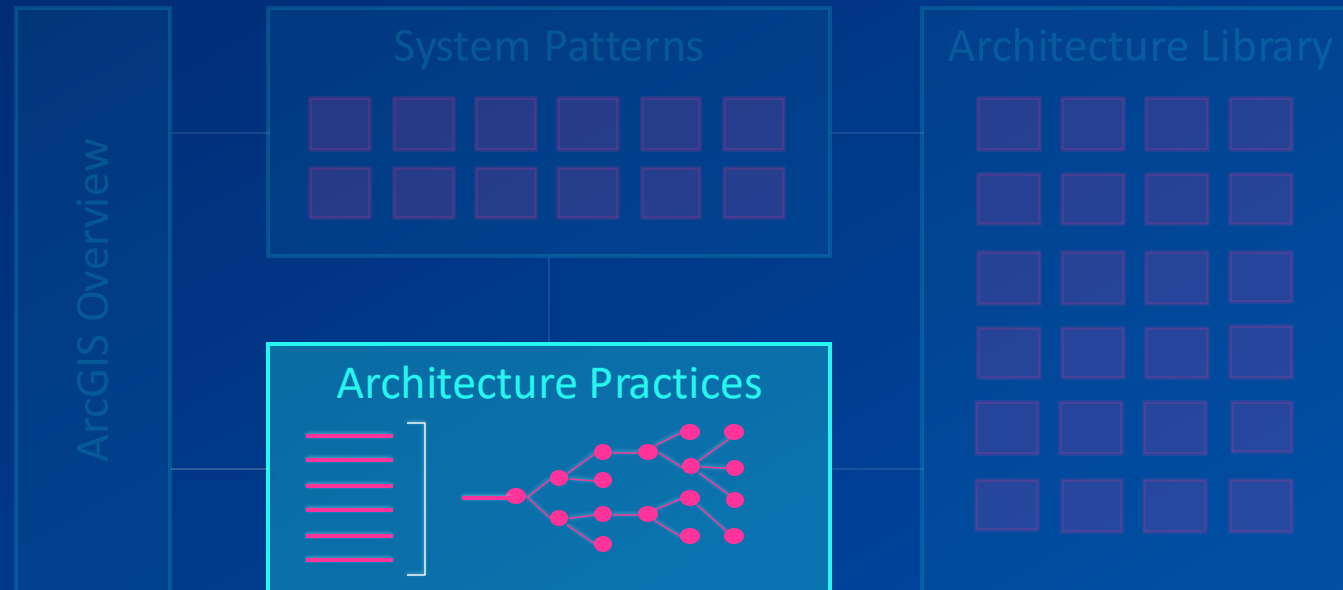 ArcGIS Overview
System Patterns
Architecture Library
Architecture Practices